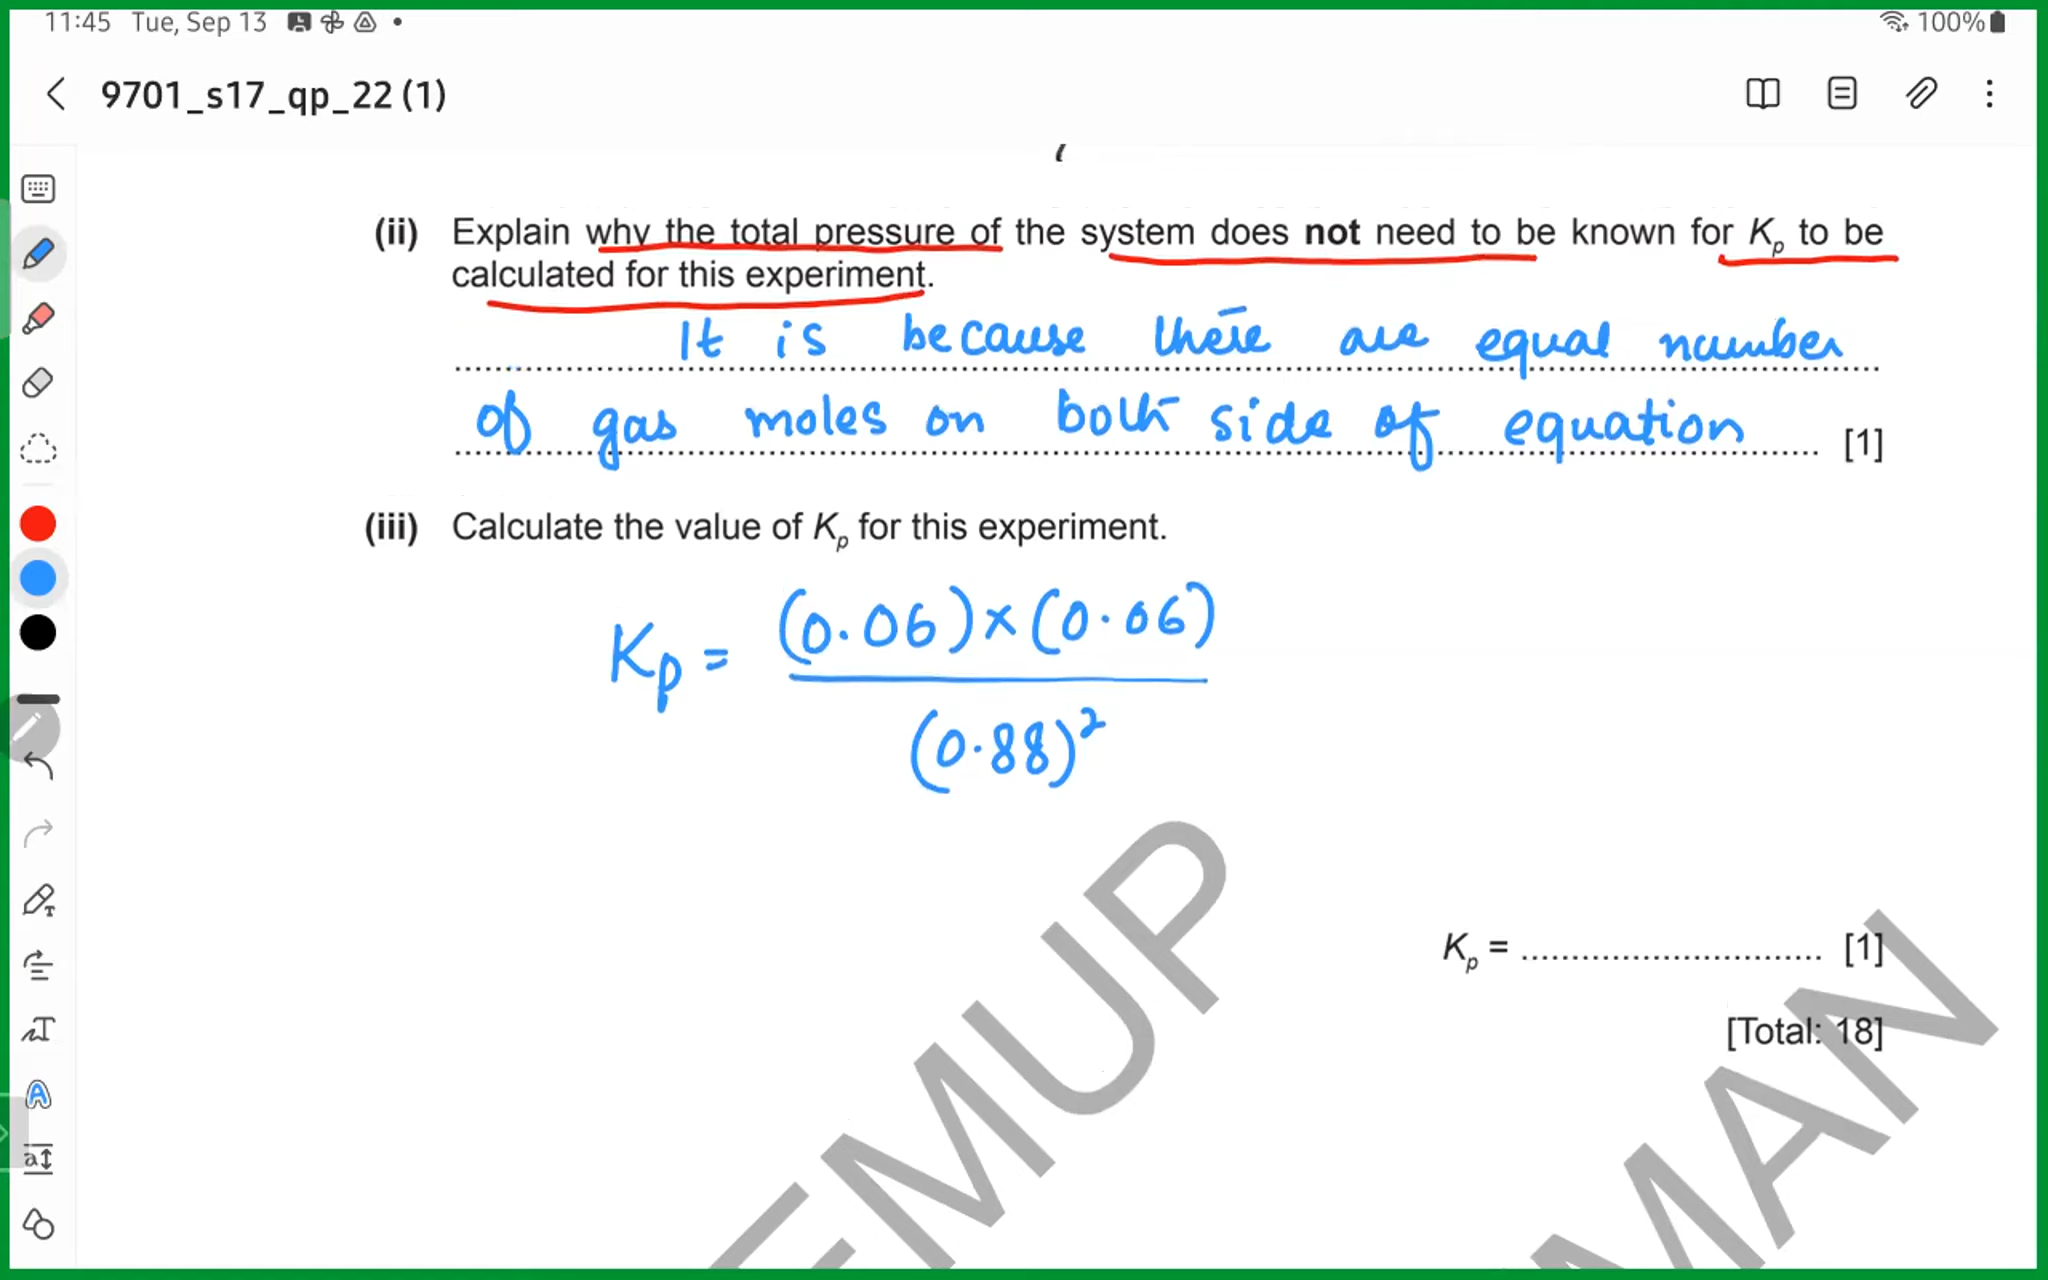 11:45 Tue, Sep 13 100%
9701_s17_qp_22 (1)
(ii) Explain why the total pressure of the system does not need to be known for Kp to be
calculated for this experiment.
It is because there are equal number
of gas moles on both side of equation [1]
(iii) Calculate the value of Kp for this experiment.
Kp = (0.06)×(0.06)
(0.88)²
Kp = .............................. [1]
[Total: 18]
EMUP
MAN